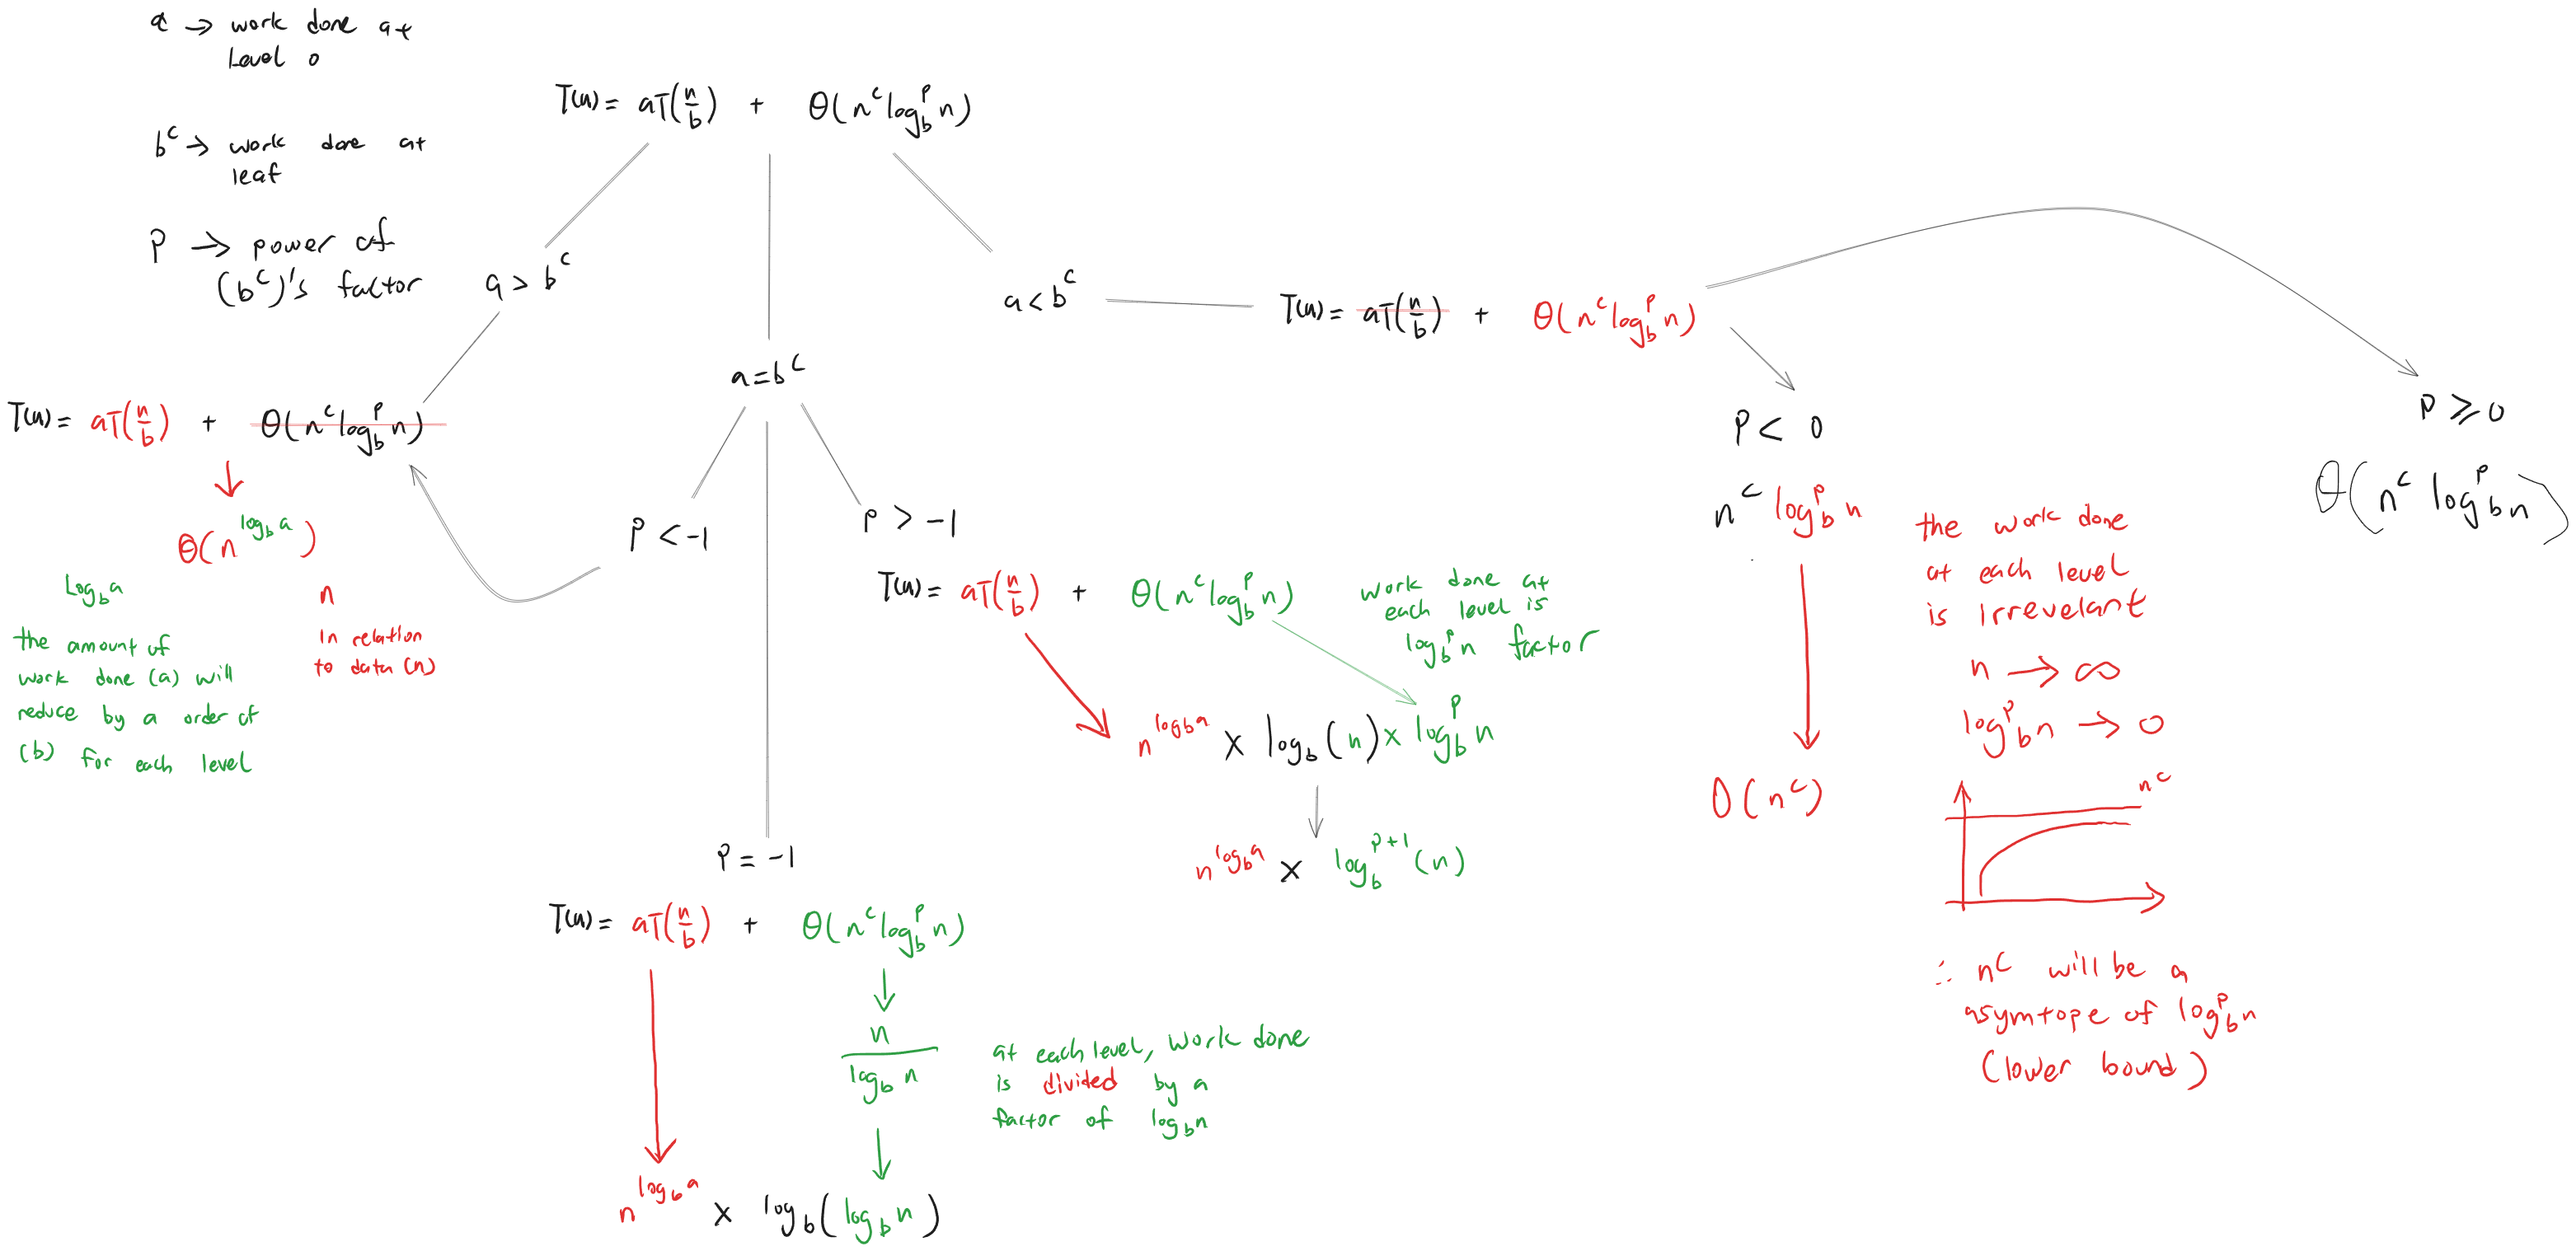 a → work done at
Level 0
b^c → work done at
leaf
P → power of
(b^c)'s factor
T(n) = aT(n/b) + Θ(n^c log_b^p n)
a > b^c
a = b^c
a < b^c
T(n) = aT(n/b) + Θ(n^c log_b^p n)
Θ(n^(log_b a))
Log_b a
the amount of
work done (a) will
reduce by a order of
(b) for each level
n
In relation
to data (n)
P < -1
P > -1
T(n) = aT(n/b) + Θ(n^c log_b^p n)
work done at
each level is
log_b^p n factor
n^(log_b a) × log_b(n) × log_b^p n
n^(log_b a) × log_b^(p+1)(n)
P = -1
T(n) = aT(n/b) + Θ(n^c log_b^p n)
n / log_b n
at each level, work done
is divided by a
factor of log_b n
n^(log_b a) × log_b(log_b n)
T(n) = aT(n/b) + Θ(n^c log_b^p n)
P < 0
n^c log_b^p n
O(n^c)
the work done
at each level
is irrevelant
n → ∞
log_b^p n → 0
n^c
∴ n^c will be a
asymtope of log_b^p n
(lower bound)
P ≥ 0
Θ(n^c log_b^p n)